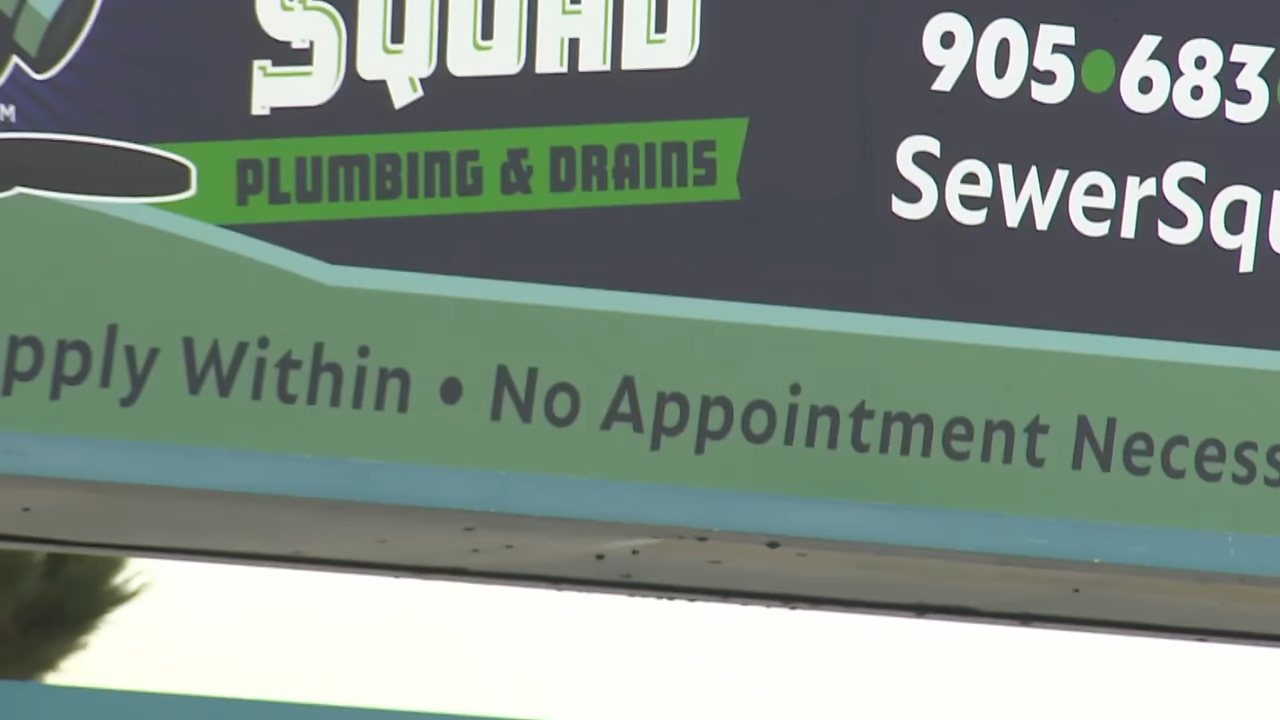 SQUAD
PLUMBING & DRAINS
905•683
SewerSqu
M
pply Within • No Appointment Necess